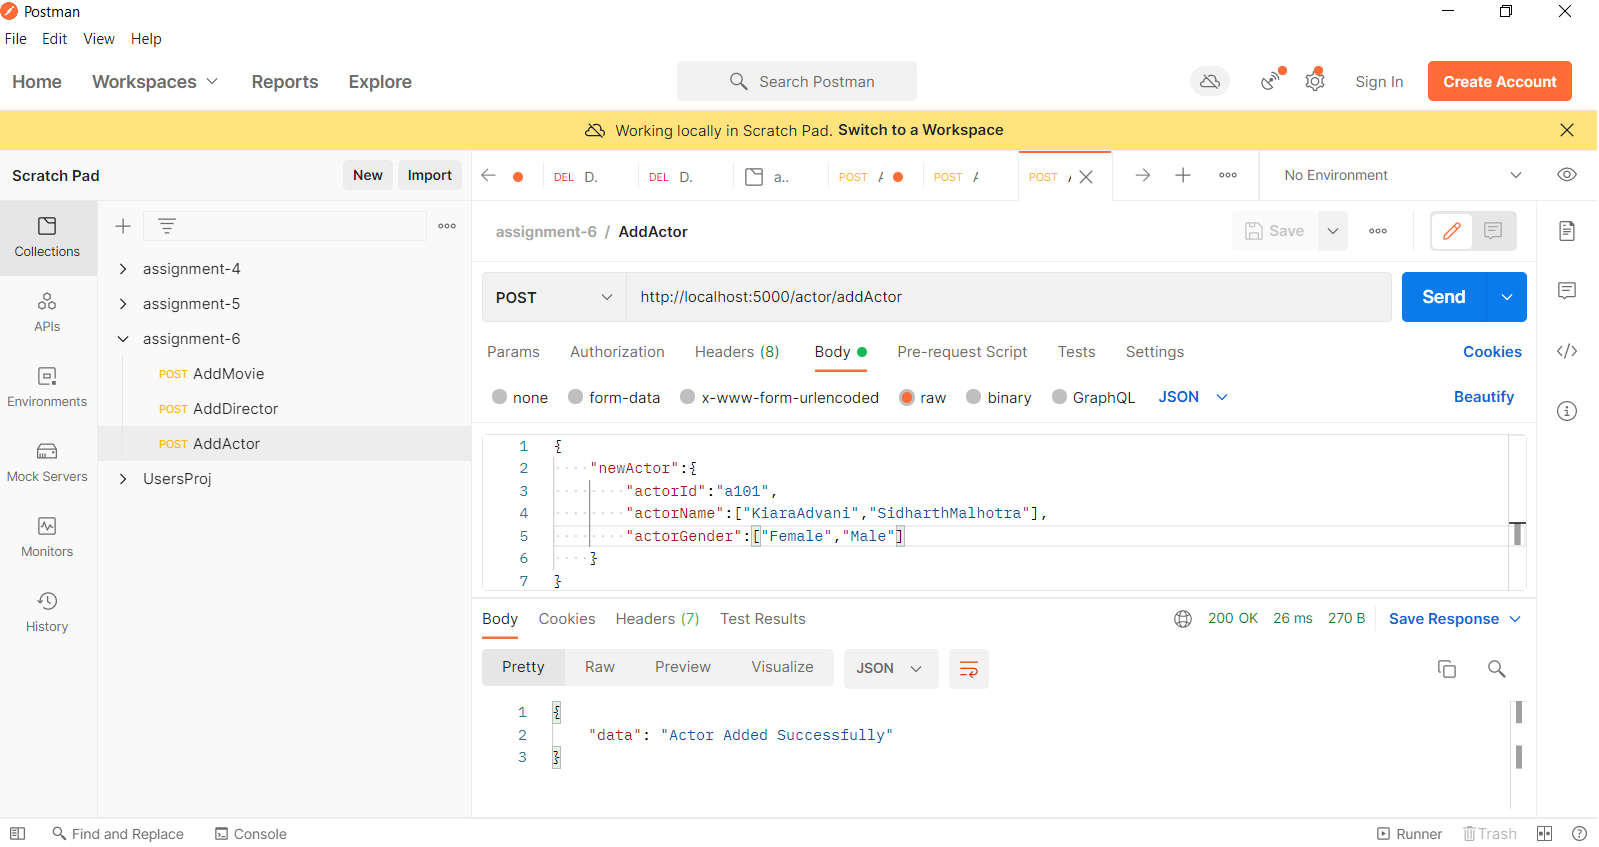 Postman
File Edit View Help
Home Workspaces Reports Explore Search Postman Sign In Create Account
Working locally in Scratch Pad. Switch to a Workspace
Scratch Pad New Import DEL D. DEL D. a.. POST POST POST No Environment
assignment-6 / AddActor Save
Collections
assignment-4
assignment-5
assignment-6
POST AddMovie
POST AddDirector
POST AddActor
UsersProj
APIs
Environments
Mock Servers
Monitors
History
POST http://localhost:5000/actor/addActor Send
Params Authorization Headers (8) Body Pre-request Script Tests Settings Cookies
none form-data x-www-form-urlencoded raw binary GraphQL JSON Beautify
1 {
2 "newActor":{
3 "actorId":"a101",
4 "actorName":["KiaraAdvani","SidharthMalhotra"],
5 "actorGender":["Female","Male"]
6 }
7 }
Body Cookies Headers (7) Test Results 200 OK 26 ms 270 B Save Response
Pretty Raw Preview Visualize JSON
1 {
2 "data": "Actor Added Successfully"
3 }
Find and Replace Console Runner Trash